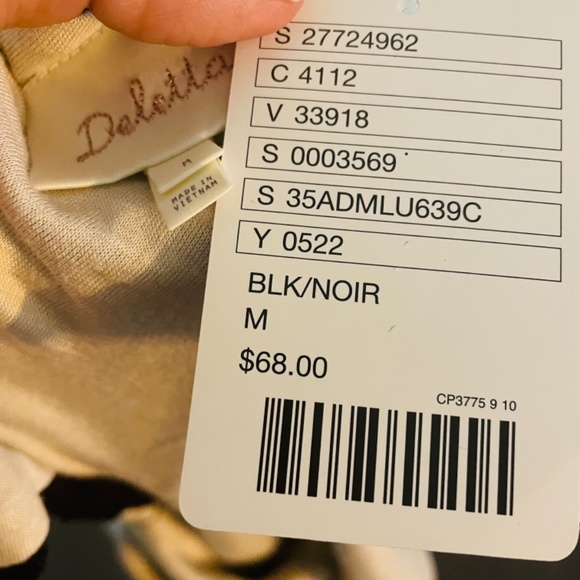 Deletta
M
MADE IN
VIETNAM
S 27724962
C 4112
V 33918
S 0003569
S 35ADMLU639C
Y 0522
BLK/NOIR
M
$68.00
CP3775 9 10